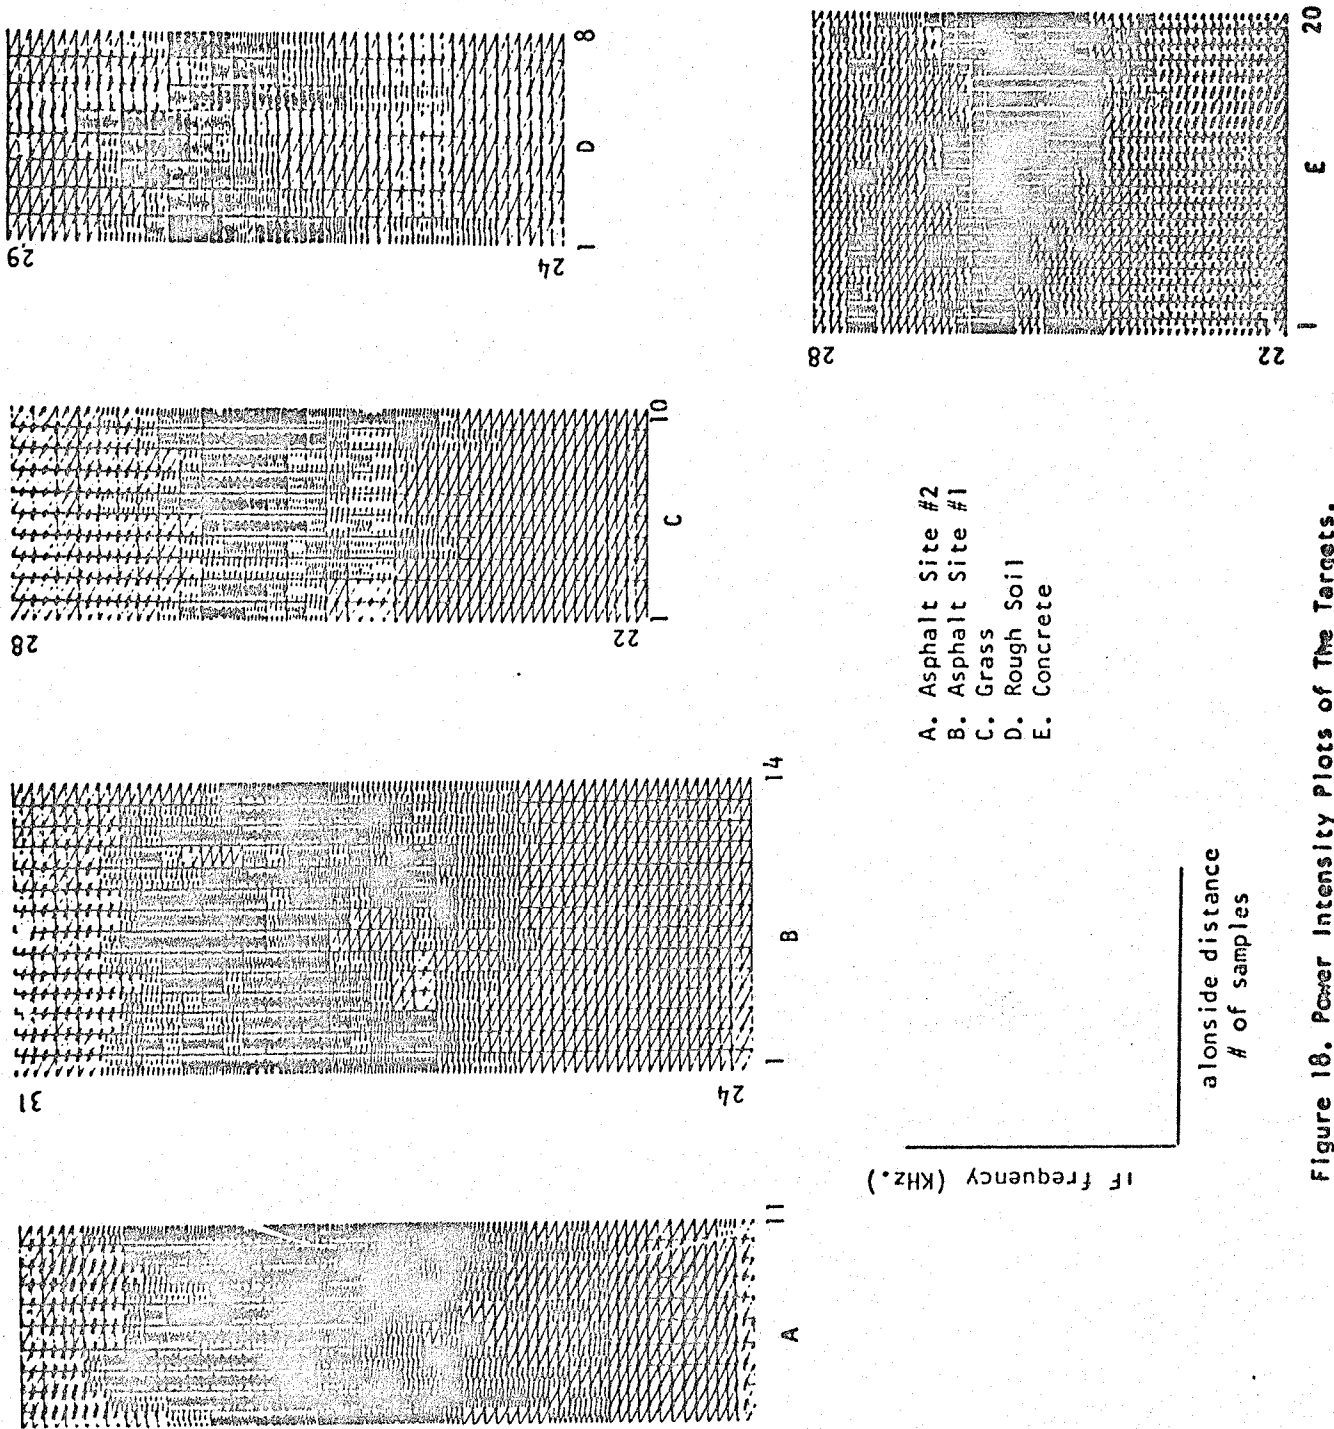 29
24
1
D
8
28
22
1
E
20
28
22
1
C
10
31
24
1
B
14
A
11
A. Asphalt Site #2
B. Asphalt Site #1
C. Grass
D. Rough Soil
E. Concrete
IF frequency (KHz.)
alonside distance
# of samples
Figure 18. Power Intensity Plots of The Targets.